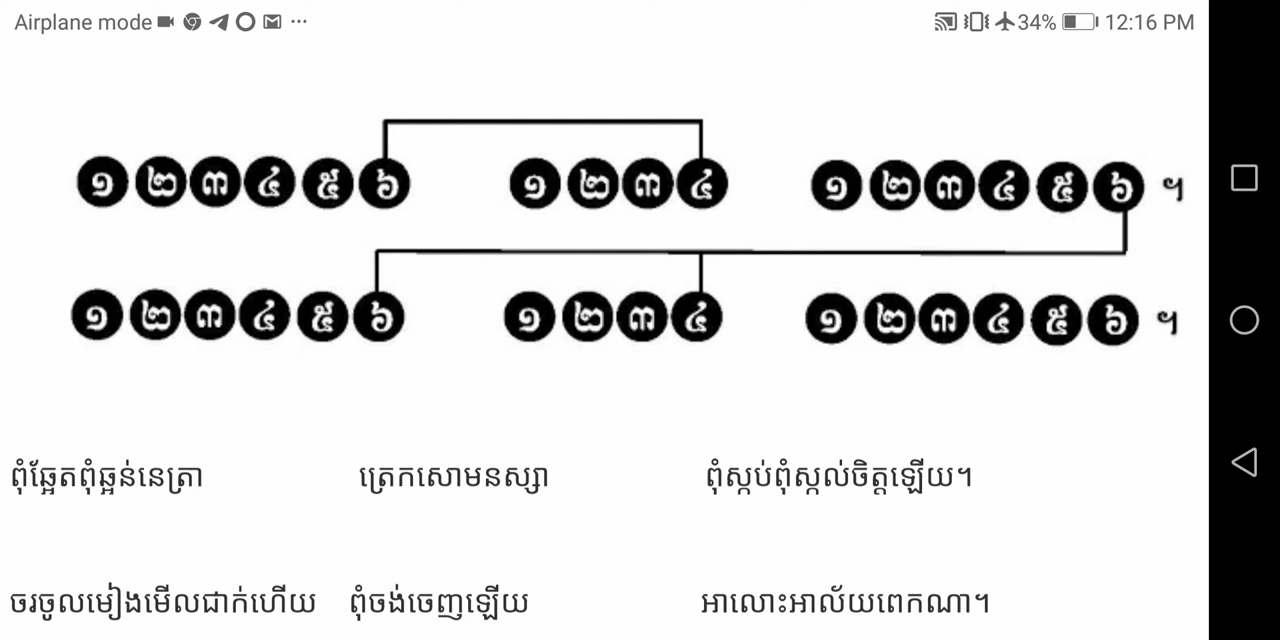 Airplane mode ... 34% 12:16 PM
១ ២ ៣ ៤ ៥ ៦ ១ ២ ៣ ៤ ១ ២ ៣ ៤ ៥ ៦ ។
១ ២ ៣ ៤ ៥ ៦ ១ ២ ៣ ៤ ១ ២ ៣ ៤ ៥ ៦ ។
ពុំឆ្អែតពុំឆ្អន់នេត្រា ត្រេកសោមនស្សា ពុំស្កប់ពុំស្កល់ចិត្តឡើយ។
ចរចូលមៀងមើលជាក់ហើយ ពុំចង់ចេញឡើយ អាលោះអាល័យពេកណា។